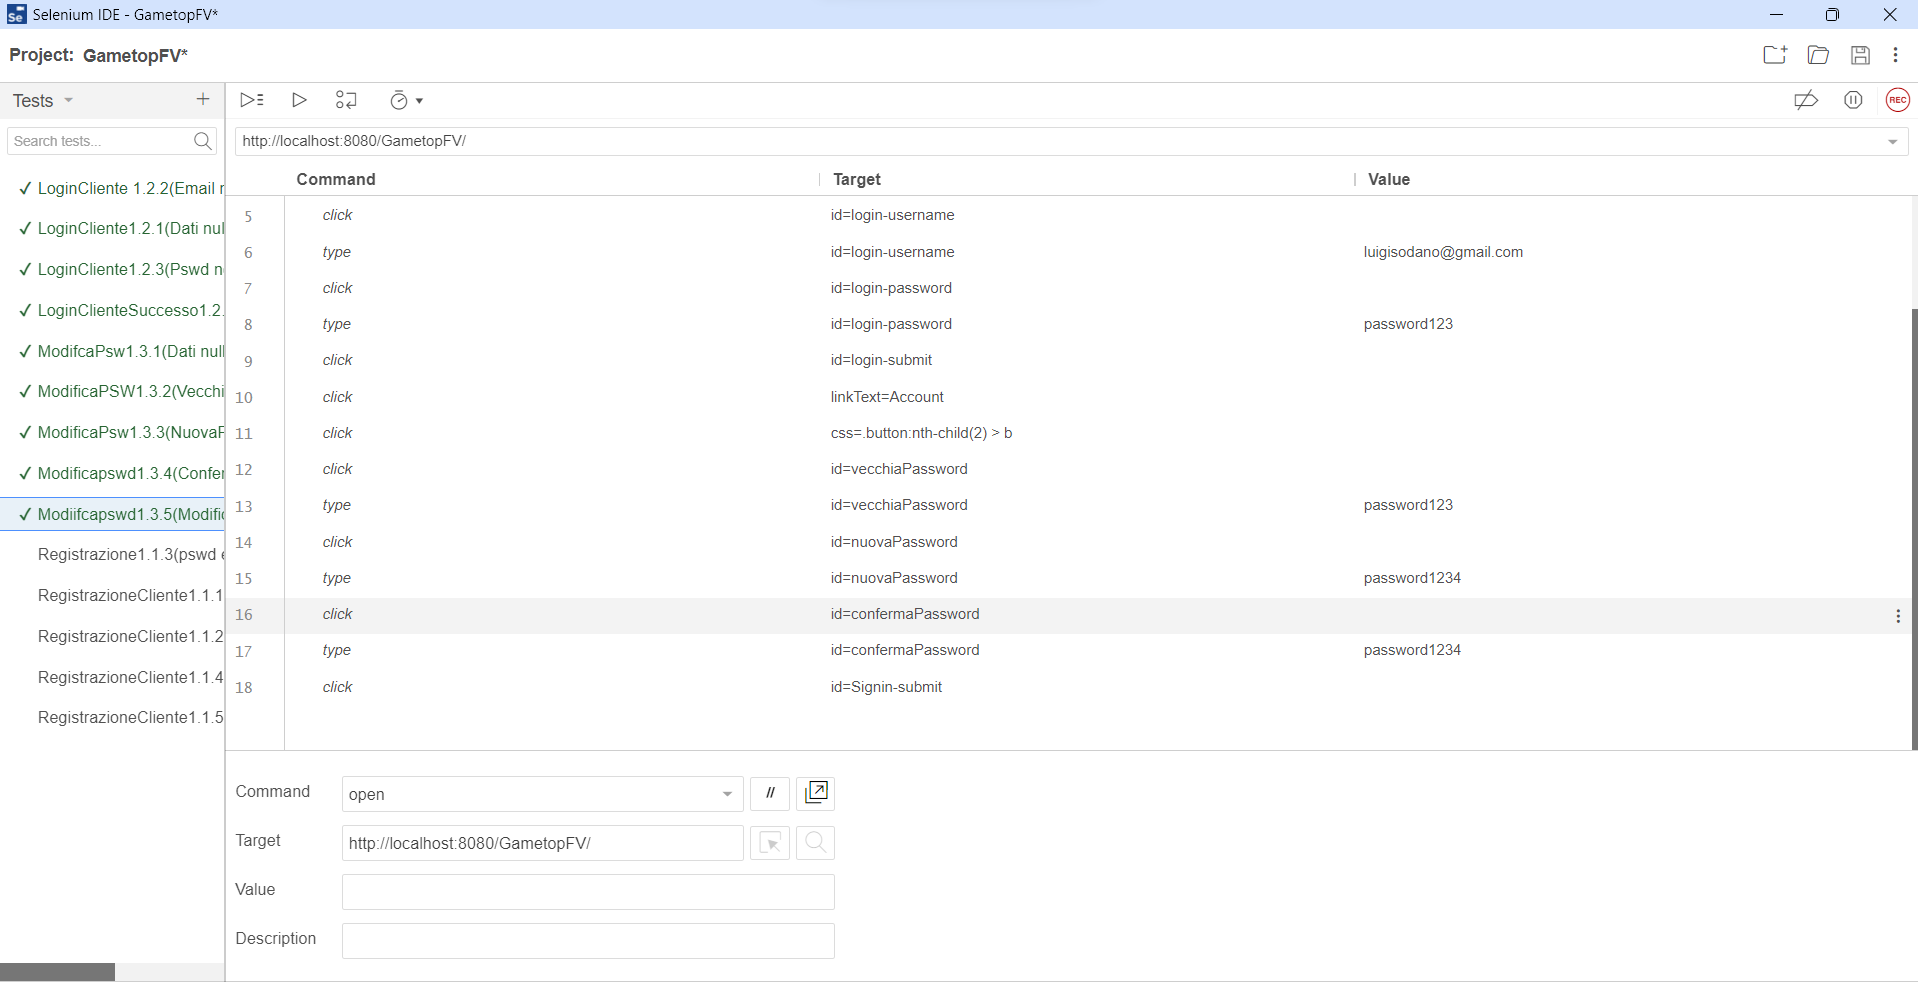 Selenium IDE - GametopFV*
Project: GametopFV*
Tests
Search tests...
LoginCliente 1.2.2(Email
LoginCliente1.2.1(Dati nul
LoginCliente1.2.3(Pswd n
LoginClienteSuccesso1.2.
ModifcaPsw1.3.1(Dati null
ModificaPSW1.3.2(Vecchi
ModificaPsw1.3.3(NuovaP
Modificapswd1.3.4(Confer
Modiifcapswd1.3.5(Modific
Registrazione1.1.3(pswd e
RegistrazioneCliente1.1.1
RegistrazioneCliente1.1.2
RegistrazioneCliente1.1.4
RegistrazioneCliente1.1.5
REC
http://localhost:8080/GametopFV/
Command Target Value
5 click id=login-username
6 type id=login-username luigisodano@gmail.com
7 click id=login-password
8 type id=login-password password123
9 click id=login-submit
10 click linkText=Account
11 click css=.button:nth-child(2) > b
12 click id=vecchiaPassword
13 type id=vecchiaPassword password123
14 click id=nuovaPassword
15 type id=nuovaPassword password1234
16 click id=confermaPassword
17 type id=confermaPassword password1234
18 click id=Signin-submit
Command open //
Target http://localhost:8080/GametopFV/
Value
Description